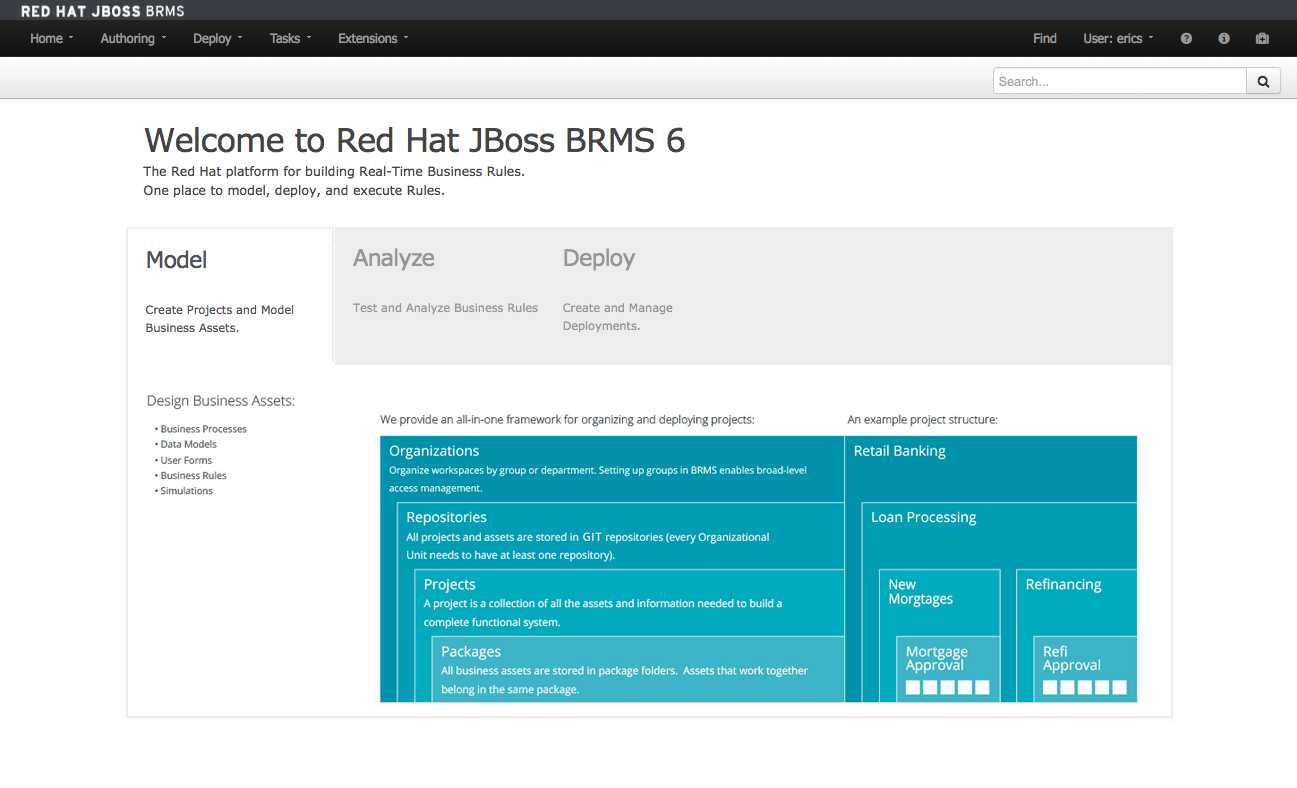 RED HAT JBOSS BRMS
Home Authoring Deploy Tasks Extensions Find User: erics
Search...
Welcome to Red Hat JBoss BRMS 6
The Red Hat platform for building Real-Time Business Rules.
One place to model, deploy, and execute Rules.
Model
Create Projects and Model
Business Assets.
Analyze
Test and Analyze Business Rules
Deploy
Create and Manage
Deployments.
Design Business Assets:
• Business Processes
• Data Models
• User Forms
• Business Rules
• Simulations
We provide an all-in-one framework for organizing and deploying projects:
Organizations
Organize workspaces by group or department. Setting up groups in BRMS enables broad-level
access management.
Repositories
All projects and assets are stored in GIT repositories (every Organizational
Unit needs to have at least one repository).
Projects
A project is a collection of all the assets and information needed to build a
complete functional system.
Packages
All business assets are stored in package folders. Assets that work together
belong in the same package.
An example project structure:
Retail Banking
Loan Processing
New
Morgtages
Mortgage
Approval
Refinancing
Refi
Approval